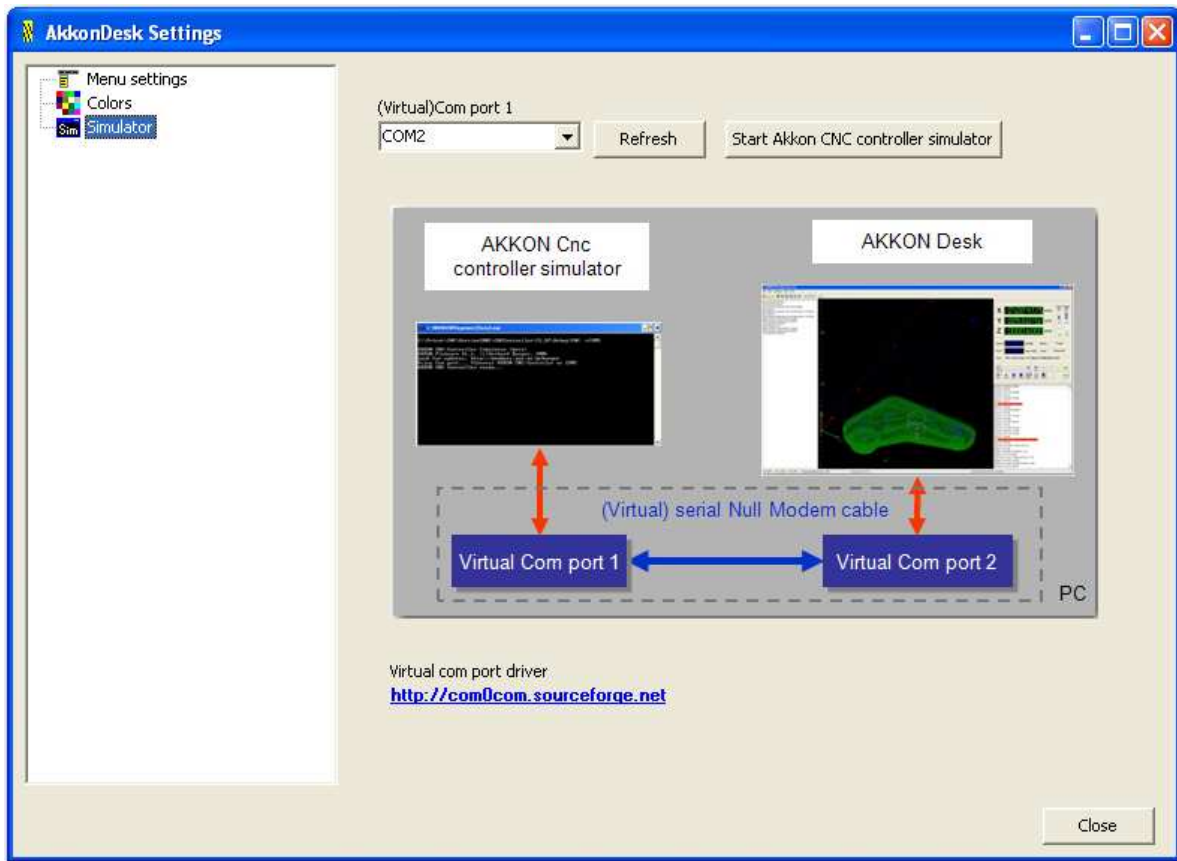 AkkonDesk Settings
Menu settings
Colors
Sim Simulator
(Virtual)Com port 1
COM2
Refresh
Start Akkon CNC controller simulator
AKKON Cnc
controller simulator
AKKON Desk
(Virtual) serial Null Modem cable
Virtual Com port 1
Virtual Com port 2
PC
Virtual com port driver
http://com0com.sourceforge.net
Close